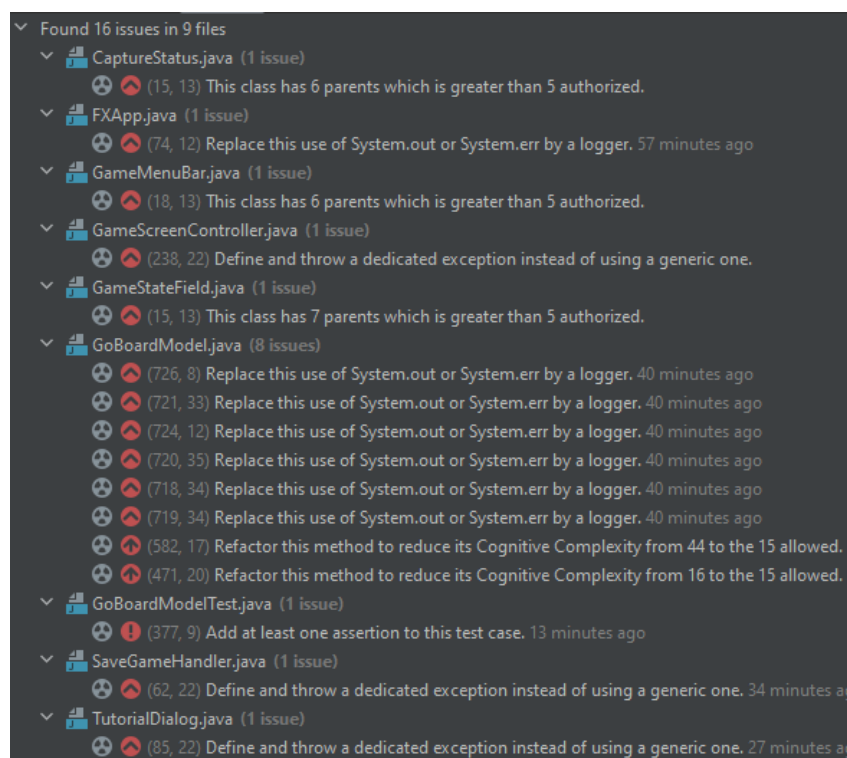 Found 16 issues in 9 files
CaptureStatus.java (1 issue)
(15, 13) This class has 6 parents which is greater than 5 authorized.
FXApp.java (1 issue)
(74, 12) Replace this use of System.out or System.err by a logger. 57 minutes ago
GameMenuBar.java (1 issue)
(18, 13) This class has 6 parents which is greater than 5 authorized.
GameScreenController.java (1 issue)
(238, 22) Define and throw a dedicated exception instead of using a generic one.
GameStateField.java (1 issue)
(15, 13) This class has 7 parents which is greater than 5 authorized.
GoBoardModel.java (8 issues)
(726, 8) Replace this use of System.out or System.err by a logger. 40 minutes ago
(721, 33) Replace this use of System.out or System.err by a logger. 40 minutes ago
(724, 12) Replace this use of System.out or System.err by a logger. 40 minutes ago
(720, 35) Replace this use of System.out or System.err by a logger. 40 minutes ago
(718, 34) Replace this use of System.out or System.err by a logger. 40 minutes ago
(719, 34) Replace this use of System.out or System.err by a logger. 40 minutes ago
(582, 17) Refactor this method to reduce its Cognitive Complexity from 44 to the 15 allowed.
(471, 20) Refactor this method to reduce its Cognitive Complexity from 16 to the 15 allowed.
GoBoardModelTest.java (1 issue)
(377, 9) Add at least one assertion to this test case. 13 minutes ago
SaveGameHandler.java (1 issue)
(62, 22) Define and throw a dedicated exception instead of using a generic one. 34 minutes a
TutorialDialog.java (1 issue)
(85, 22) Define and throw a dedicated exception instead of using a generic one. 27 minutes a